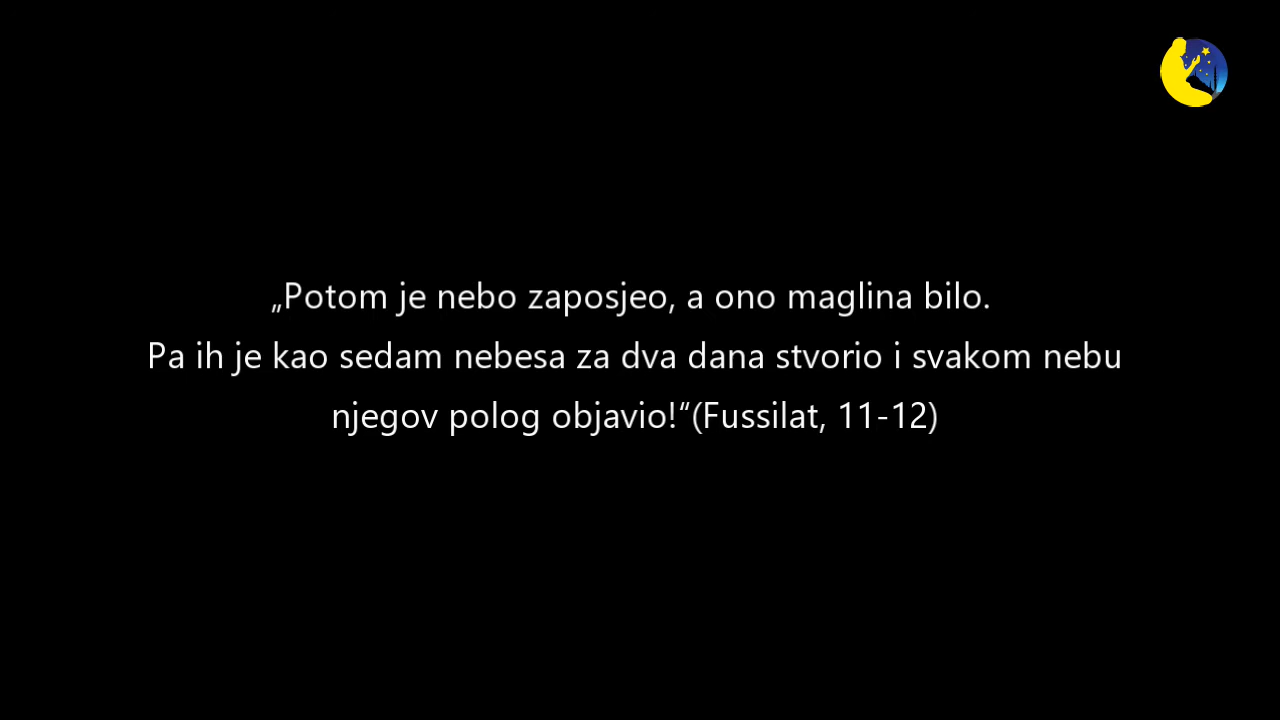 „Potom je nebo zaposjeo, a ono maglina bilo.
Pa ih je kao sedam nebesa za dva dana stvorio i svakom nebu
njegov polog objavio!“(Fussilat, 11-12)